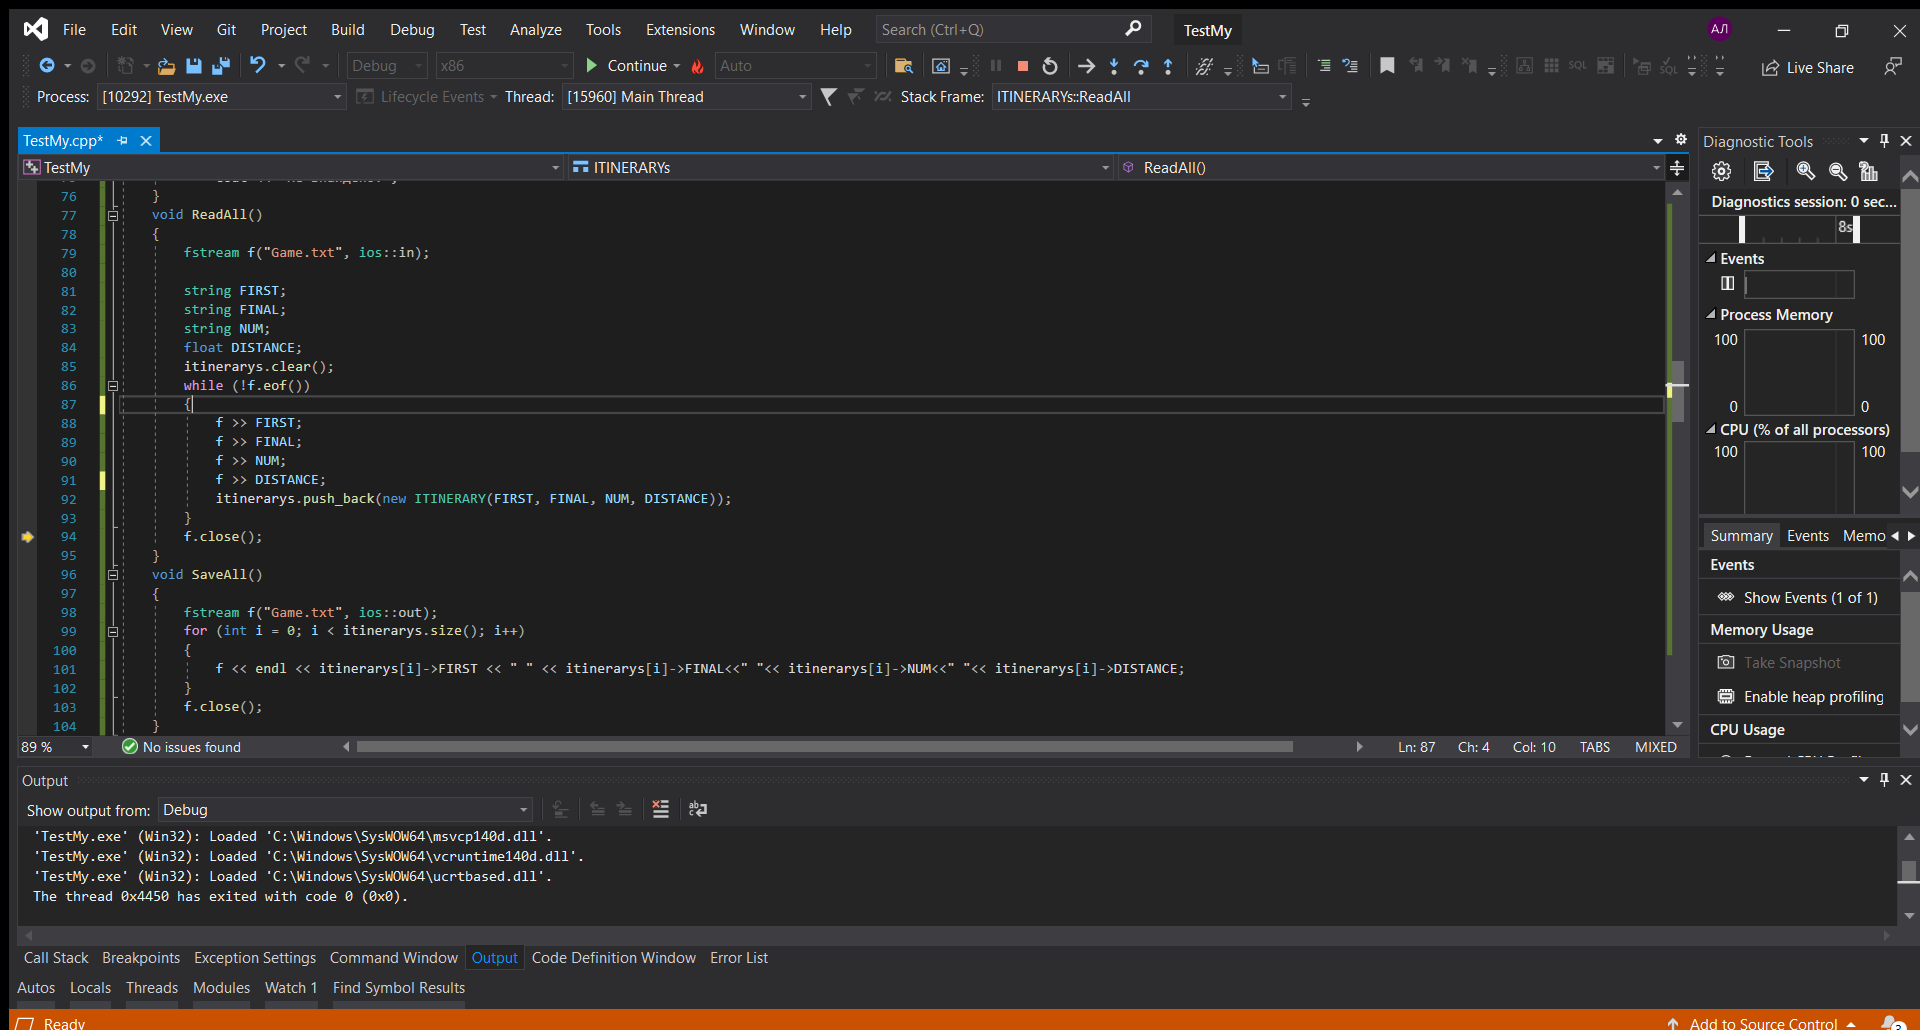 File Edit View Git Project Build Debug Test Analyze Tools Extensions Window Help Search (Ctrl+Q) TestMy АЛ
Debug x86 Continue Auto Live Share
Process: [10292] TestMy.exe Lifecycle Events Thread: [15960] Main Thread Stack Frame: ITINERARYs::ReadAll
TestMy.cpp*
TestMy ITINERARYs ReadAll()
76 }
77 void ReadAll()
78 {
79 fstream f("Game.txt", ios::in);
80
81 string FIRST;
82 string FINAL;
83 string NUM;
84 float DISTANCE;
85 itinerarys.clear();
86 while (!f.eof())
87 {
88 f >> FIRST;
89 f >> FINAL;
90 f >> NUM;
91 f >> DISTANCE;
92 itinerarys.push_back(new ITINERARY(FIRST, FINAL, NUM, DISTANCE));
93 }
94 f.close();
95 }
96 void SaveAll()
97 {
98 fstream f("Game.txt", ios::out);
99 for (int i = 0; i < itinerarys.size(); i++)
100 {
101 f << endl << itinerarys[i]->FIRST << " " << itinerarys[i]->FINAL<<" "<< itinerarys[i]->NUM<<" "<< itinerarys[i]->DISTANCE;
102 }
103 f.close();
104 }
89 % No issues found Ln: 87 Ch: 4 Col: 10 TABS MIXED
Diagnostic Tools
Diagnostics session: 0 sec...
8s
Events
Process Memory
100 100
0 0
CPU (% of all processors)
100 100
Summary Events Memo
Events
Show Events (1 of 1)
Memory Usage
Take Snapshot
Enable heap profiling
CPU Usage
Output
Show output from: Debug
'TestMy.exe' (Win32): Loaded 'C:\Windows\SysWOW64\msvcp140d.dll'.
'TestMy.exe' (Win32): Loaded 'C:\Windows\SysWOW64\vcruntime140d.dll'.
'TestMy.exe' (Win32): Loaded 'C:\Windows\SysWOW64\ucrtbased.dll'.
The thread 0x4450 has exited with code 0 (0x0).
Call Stack Breakpoints Exception Settings Command Window Output Code Definition Window Error List
Autos Locals Threads Modules Watch 1 Find Symbol Results
Ready Add to Source Control